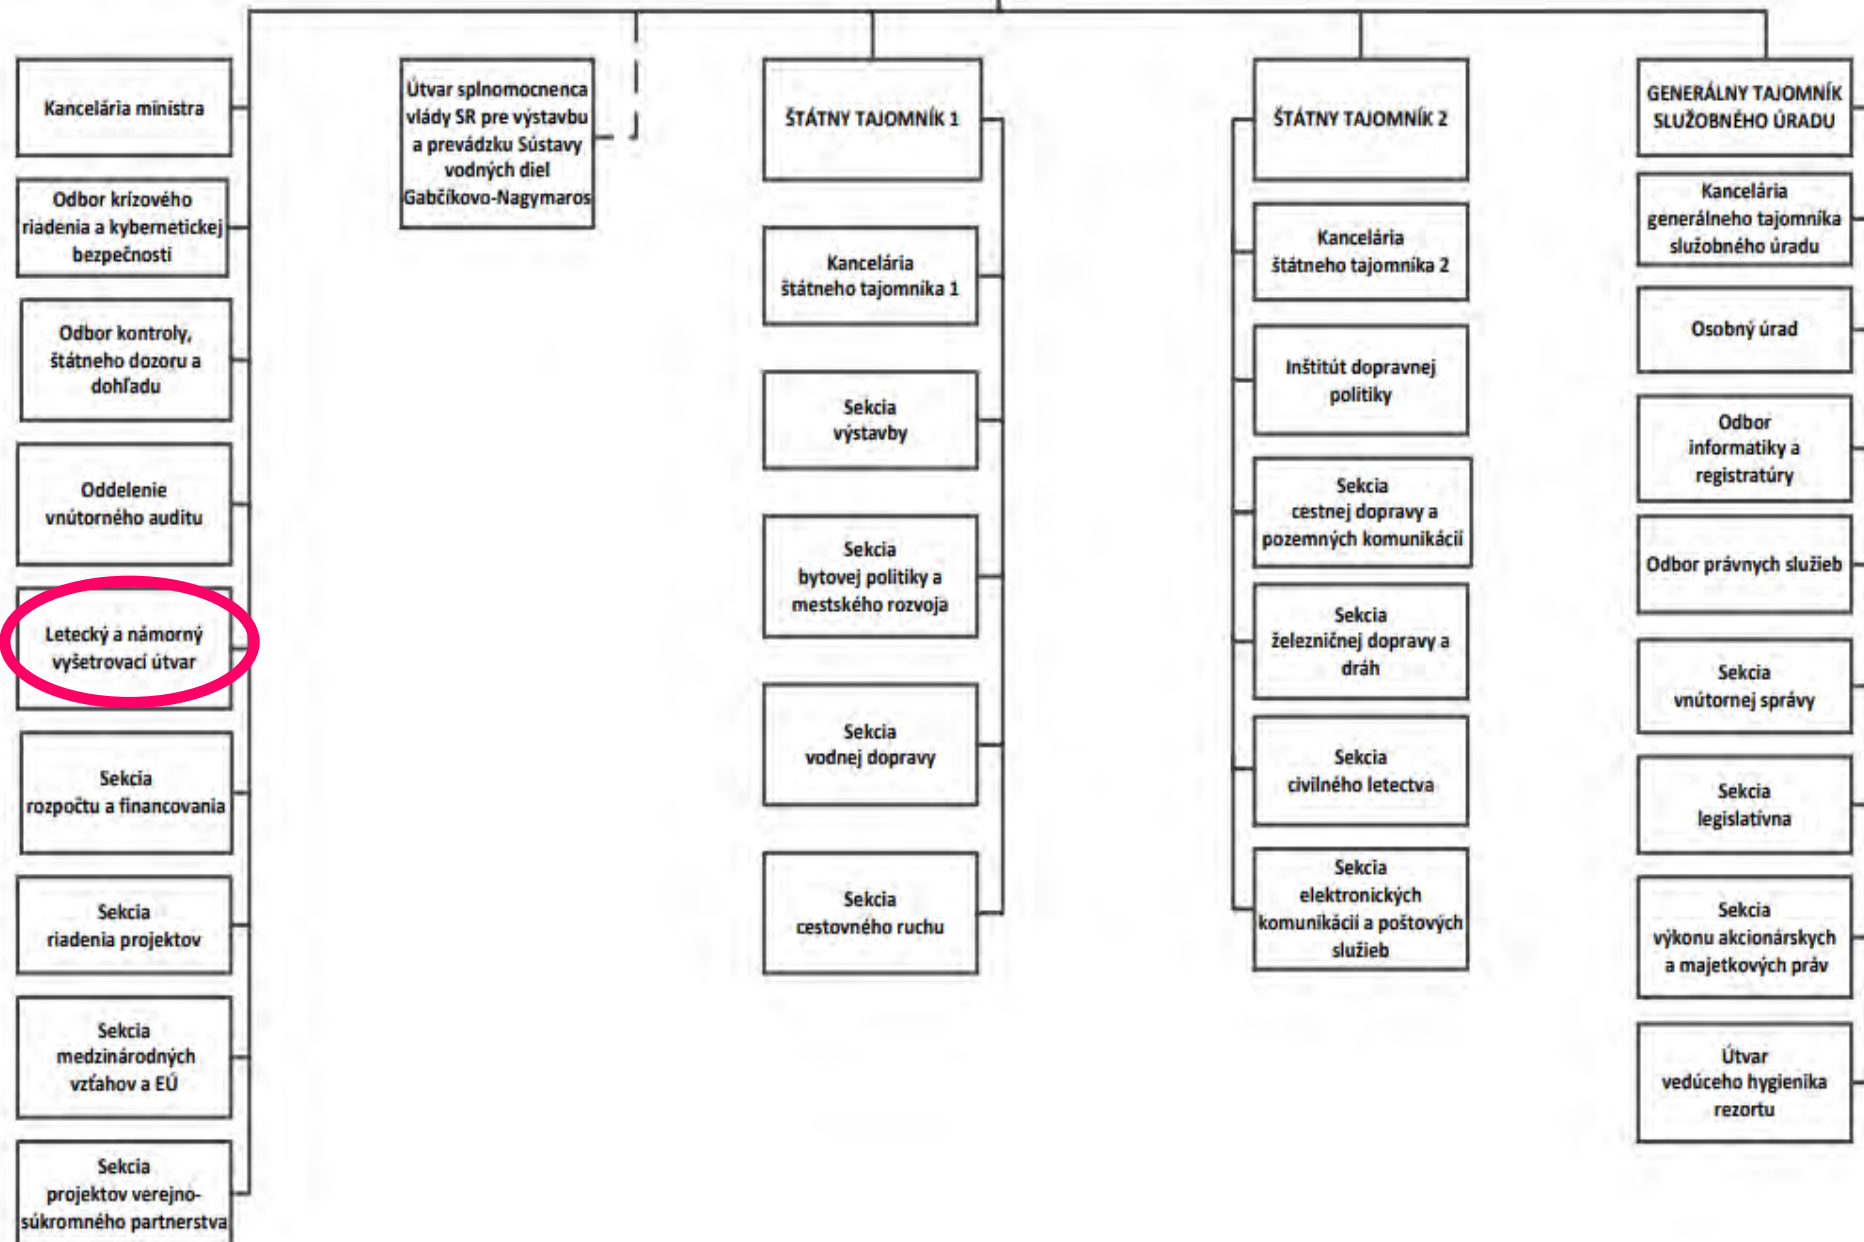 Kancelária ministra
Odbor krízového
riadenia a kybernetickej
bezpečnosti
Odbor kontroly,
štátneho dozoru a
dohľadu
Oddelenie
vnútorného auditu
Letecký a námorný
vyšetrovací útvar
Sekcia
rozpočtu a financovania
Sekcia
riadenia projektov
Sekcia
medzinárodných
vzťahov a EÚ
Sekcia
projektov verejno-
súkromného partnerstva
Útvar splnomocnenca
vlády SR pre výstavbu
a prevádzku Sústavy
vodných diel
Gabčíkovo-Nagymaros
ŠTÁTNY TAJOMNÍK 1
Kancelária
štátneho tajomníka 1
Sekcia
výstavby
Sekcia
bytovej politiky a
mestského rozvoja
Sekcia
vodnej dopravy
Sekcia
cestovného ruchu
ŠTÁTNY TAJOMNÍK 2
Kancelária
štátneho tajomníka 2
Inštitút dopravnej
politiky
Sekcia
cestnej dopravy a
pozemných komunikácií
Sekcia
železničnej dopravy a
dráh
Sekcia
civilného letectva
Sekcia
elektronických
komunikácií a poštových
služieb
GENERÁLNY TAJOMNÍK
SLUŽOBNÉHO ÚRADU
Kancelária
generálneho tajomníka
služobného úradu
Osobný úrad
Odbor
informatiky a
registratúry
Odbor právnych služieb
Sekcia
vnútornej správy
Sekcia
legislatívna
Sekcia
výkonu akcionárskych
a majetkových práv
Útvar
vedúceho hygienika
rezortu